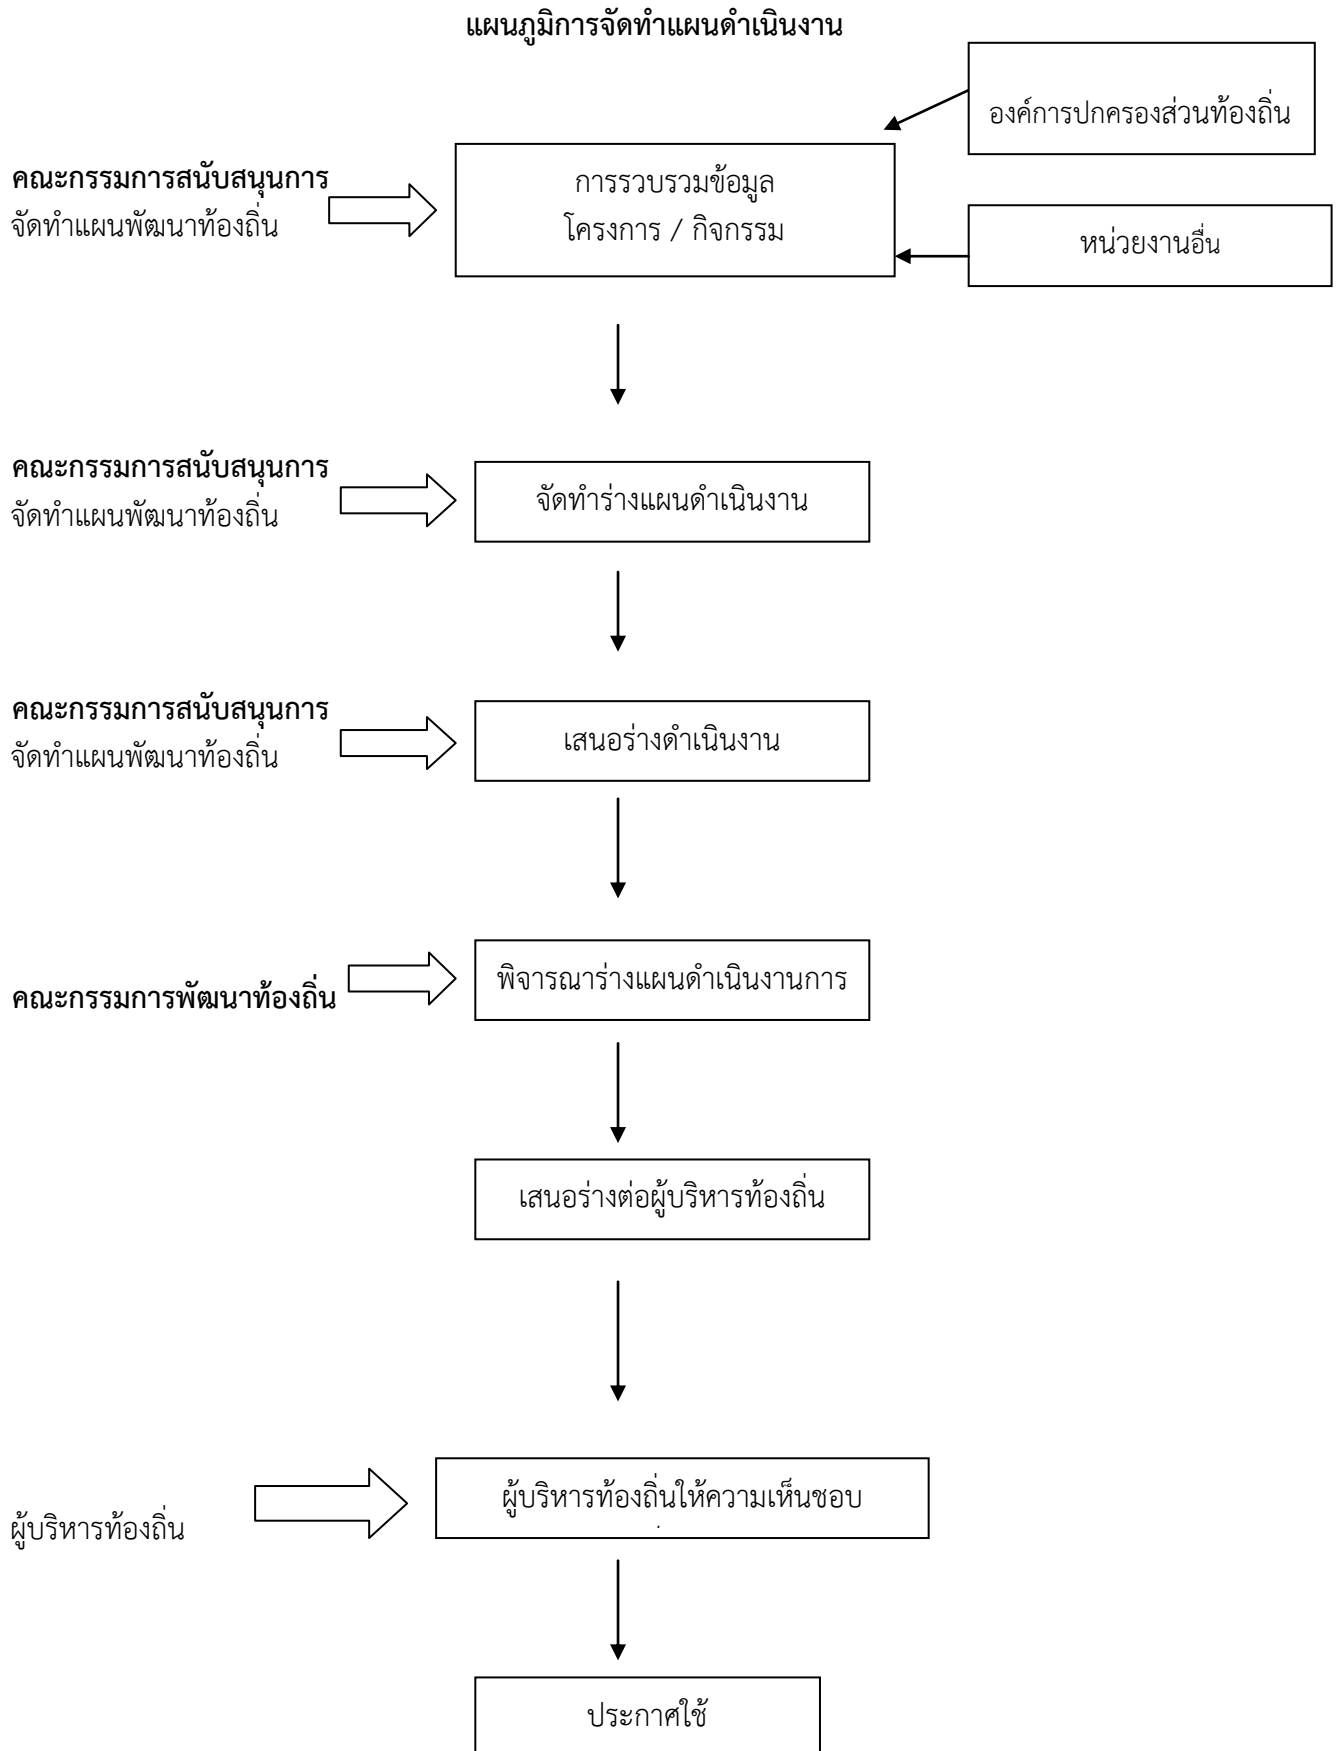 แผนภูมิการจัดทำแผนดำเนินงาน
องค์การปกครองส่วนท้องถิ่น
คณะกรรมการสนับสนุนการ
จัดทำแผนพัฒนาท้องถิ่น
การรวบรวมข้อมูล
โครงการ / กิจกรรม
หน่วยงานอื่น
คณะกรรมการสนับสนุนการ
จัดทำแผนพัฒนาท้องถิ่น
จัดทำร่างแผนดำเนินงาน
คณะกรรมการสนับสนุนการ
จัดทำแผนพัฒนาท้องถิ่น
เสนอร่างดำเนินงาน
คณะกรรมการพัฒนาท้องถิ่น
พิจารณาร่างแผนดำเนินงานการ
เสนอร่างต่อผู้บริหารท้องถิ่น
ผู้บริหารท้องถิ่น
ผู้บริหารท้องถิ่นให้ความเห็นชอบ
ประกาศใช้